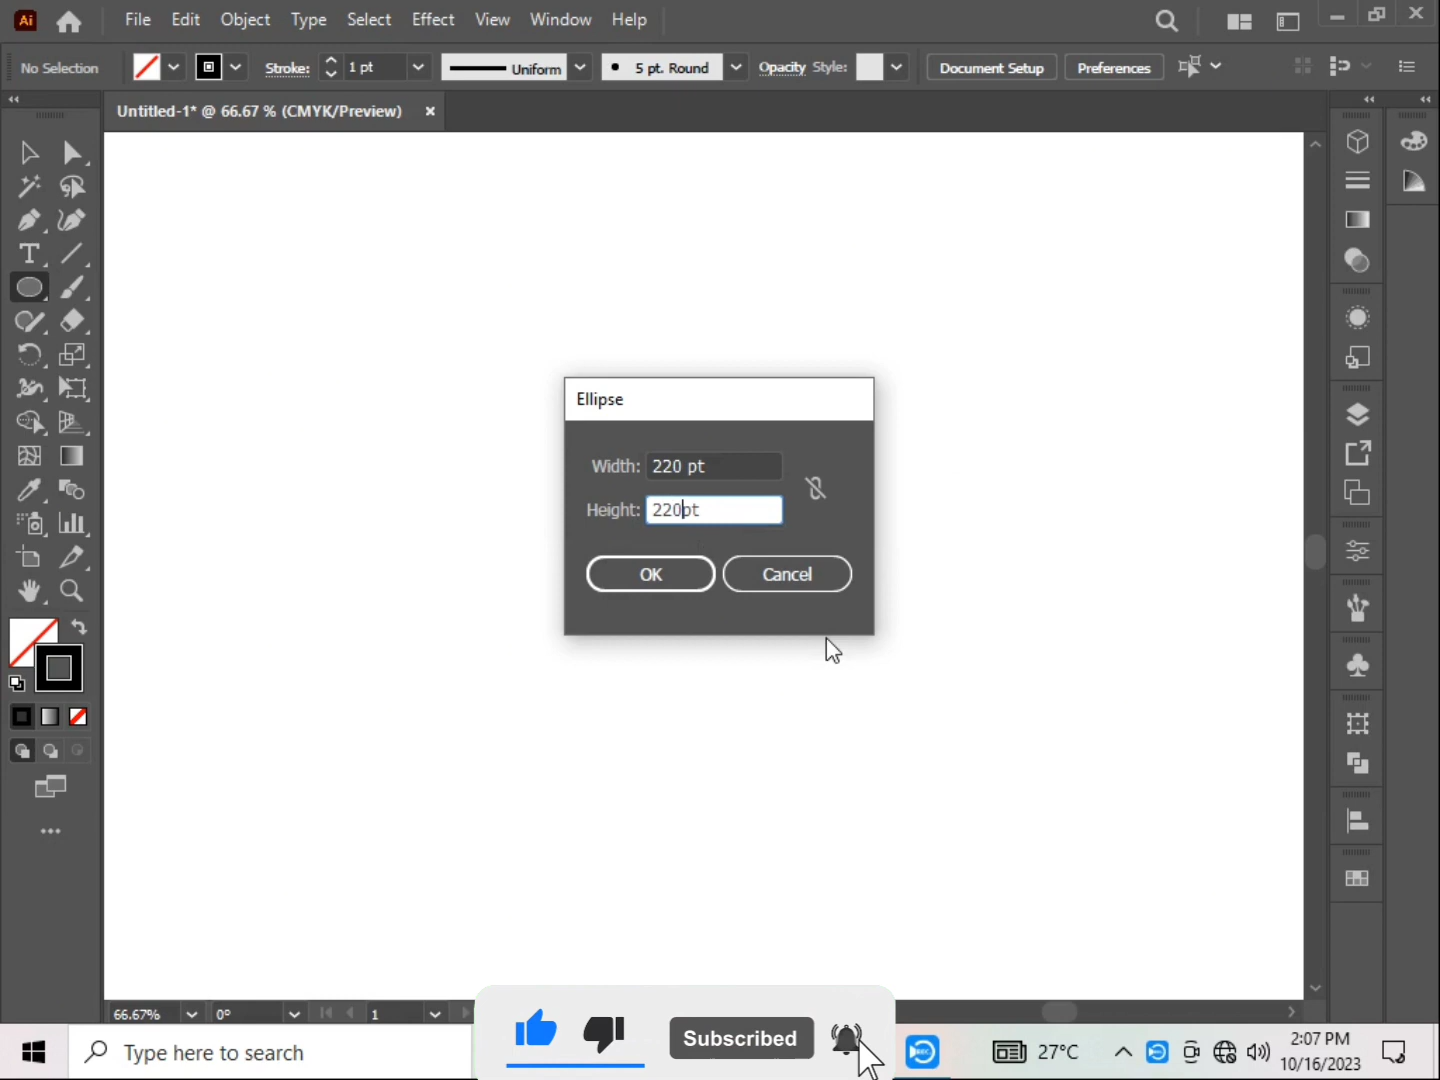 Ai
File Edit Object Type Select Effect View Window Help
No Selection Stroke: 1 pt Uniform 5 pt. Round Opacity Style: Document Setup Preferences
Untitled-1* @ 66.67 % (CMYK/Preview) ×
Ellipse
Width: 220 pt
Height: 220pt
OK Cancel
66.67% 0° 1
Subscribed
Type here to search
REC
27°C
2:07 PM
10/16/2023